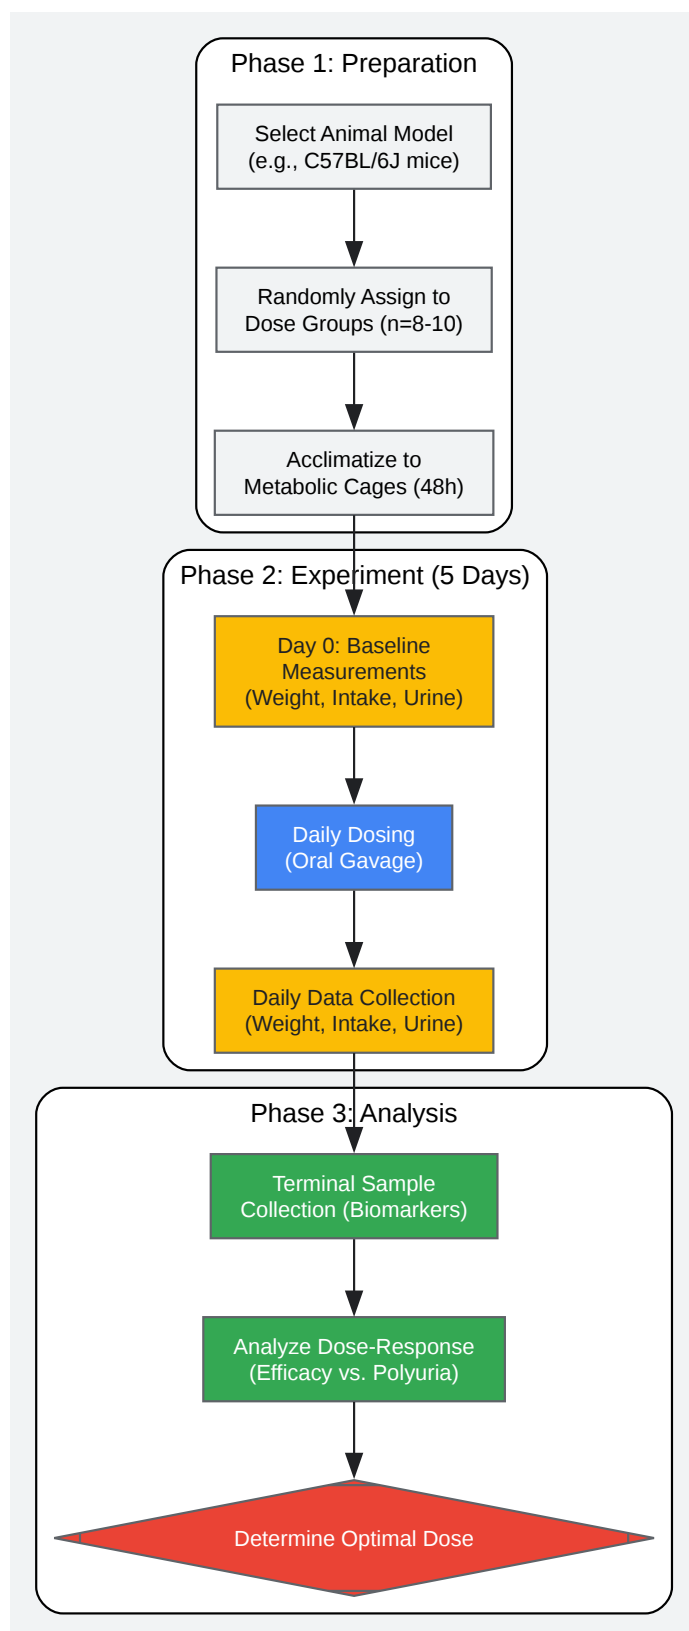 Phase 1: Preparation
Select Animal Model
(e.g., C57BL/6J mice)
Randomly Assign to
Dose Groups (n=8-10)
Acclimatize to
Metabolic Cages (48h)
Phase 2: Experiment (5 Days)
Day 0: Baseline
Measurements
(Weight, Intake, Urine)
Daily Dosing
(Oral Gavage)
Daily Data Collection
(Weight, Intake, Urine)
Phase 3: Analysis
Terminal Sample
Collection (Biomarkers)
Analyze Dose-Response
(Efficacy vs. Polyuria)
Determine Optimal Dose